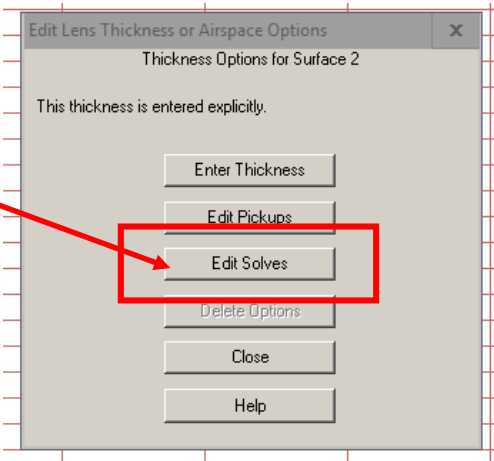 Edit Lens Thickness or Airspace Options x
Thickness Options for Surface 2
This thickness is entered explicitly.
Enter Thickness
Edit Pickups
Edit Solves
Delete Options
Close
Help